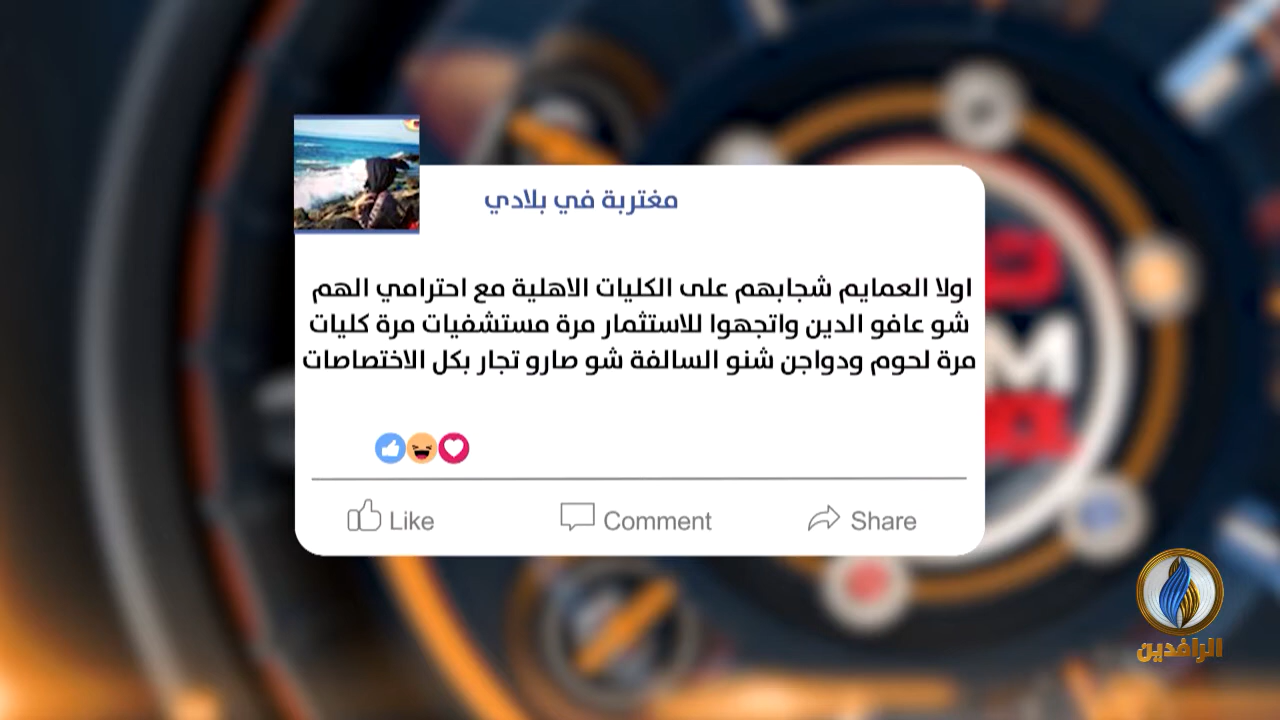 مغتربة في بلادي
اولا العمايم شجابهم على الكليات الاهلية مع احترامي الهم
شو عافو الدين واتجهوا للاستثمار مرة مستشفيات مرة كليات
مرة لحوم ودواجن شنو السالفة شو صارو تجار بكل الاختصاصات
Like Comment Share
الرافدين